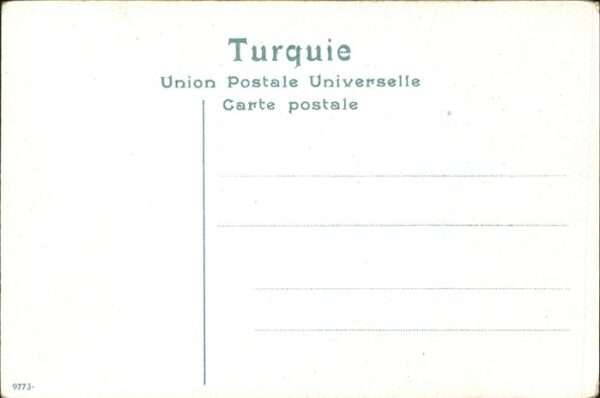 Turquie
Union Postale Universelle
Carte postale
9773-